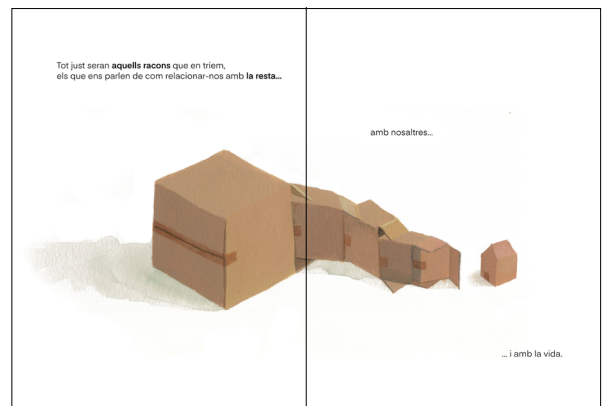 Tot just seran aquells racons que en triem,
els que ens parlen de com relacionar-nos amb la resta...
amb nosaltres...
... i amb la vida.